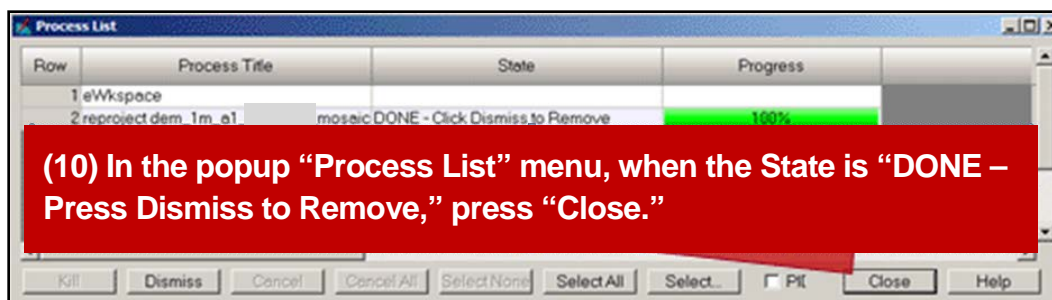 Process List
Row Process Title State Progress
1 eWkspace
2 reproject dem_1m_a1_ mosaic DONE - Click Dismiss to Remove 100%
(10) In the popup “Process List” menu, when the State is “DONE –
Press Dismiss to Remove,” press “Close.”
Kill Dismiss Cancel Cancel All Select None Select All Select... Close Help